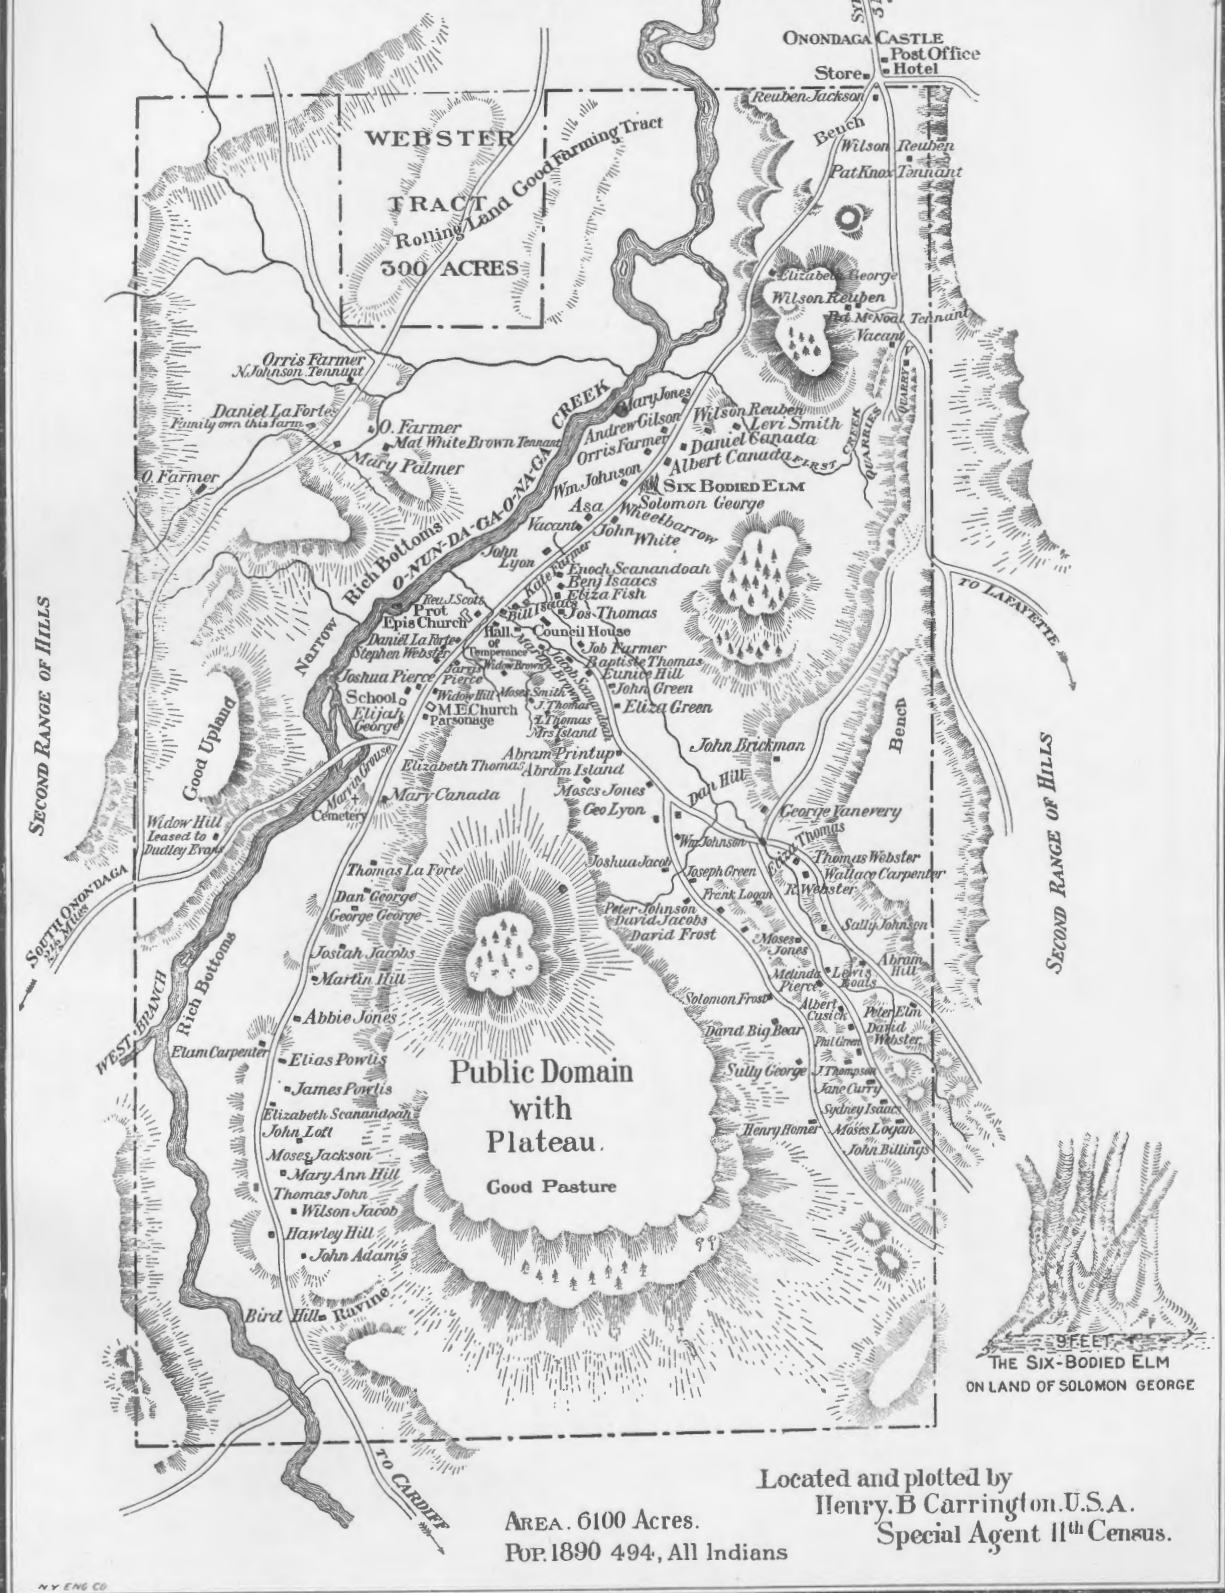 ONONDAGA CASTLE
Post Office
Store
Hotel
Reuben Jackson
Bench
Wilson Reuben
Pat Knox Tennant
WEBSTER
TRACT
Rolling Land Good Farming Tract
300 ACRES
Elizabeth George
Wilson Reuben
McNoal Tennant
Vacant
QUARRY
QUARRIES
Orris Farmer
N. Johnson Tennant
Daniel La Forte
Family own this farm
O. Farmer
Mat White Brown Tennant
Mary Palmer
O. Farmer
O-NUN-DA-GA-O-NA-GA CREEK
Mary Jones
Andrew Gilson
Orris Farmer
Wilson Reuben
Levi Smith
Daniel Canada
Albert Canada
FIRST CREEK
Wm. Johnson
SIX BODIED ELM
Solomon George
Asa Wheelbarrow
Vacant
John White
John Lyon
Kate Farmer
Enoch Scanandoah
Benj Isaacs
Eliza Fish
Bill Isaacs
Jos. Thomas
Rich Bottoms
Narrow
Rev. J. Scott
Prot
Epis Church
Hall of Temperance
Council House
Daniel La Forte
Stephen Webster
Job Farmer
Baptiste Thomas
Eunice Hill
John Green
Eliza Green
Jacob Scanandoah
Widow Brown
Joshua Pierce
Jarvis Pierce
School
Widow Hill
Moses Smith
Elijah George
M.E. Church
Parsonage
J. Thomas
Mrs Island
Abram Printup
Elizabeth Thomas
Abram Island
Marvin Crouse
Cemetery
Mary Canada
Moses Jones
Geo Lyon
Dan Hill
John Brickman
Bench
TO LAFAYETTE
George Vanevery
SECOND RANGE OF HILLS
SECOND RANGE OF HILLS
Good Upland
Widow Hill
Leased to
Dudley Evans
SOUTH ONONDAGA
2½ Miles
Wm Johnson
Eliza Thomas
Thomas Webster
Wallace Carpenter
R. Webster
Joshua Jacob
Joseph Green
Frank Logan
Peter Johnson
David Jacobs
David Frost
Sally Johnson
Moses Jones
Abram Hill
Melinda Pierce
Lewis Loals
Thomas La Forte
Dan George
George George
Josiah Jacobs
Martin Hill
Abbie Jones
Rich Bottoms
WEST BRANCH
Elam Carpenter
Elias Powlis
James Powlis
Elizabeth Scanandoah
John Loft
Moses Jackson
Mary Ann Hill
Thomas John
Wilson Jacob
Hawley Hill
John Adams
Bird Hill
Ravine
Solomon Frost
Albert Cusick
Peter Elm
David Big Bear
David Webster
Phil Green
Sully George
J. Thompson
Jane Curry
Sydney Isaacs
Henry Homer
Moses Logan
John Billings
Public Domain
with
Plateau.
Good Pasture
9 FEET
THE SIX-BODIED ELM
ON LAND OF SOLOMON GEORGE
TO CARDIFF
Located and plotted by
Henry. B Carrington. U.S.A.
Special Agent 11th Census.
AREA. 6100 Acres.
POP. 1890 494, All Indians
N Y ENG CO